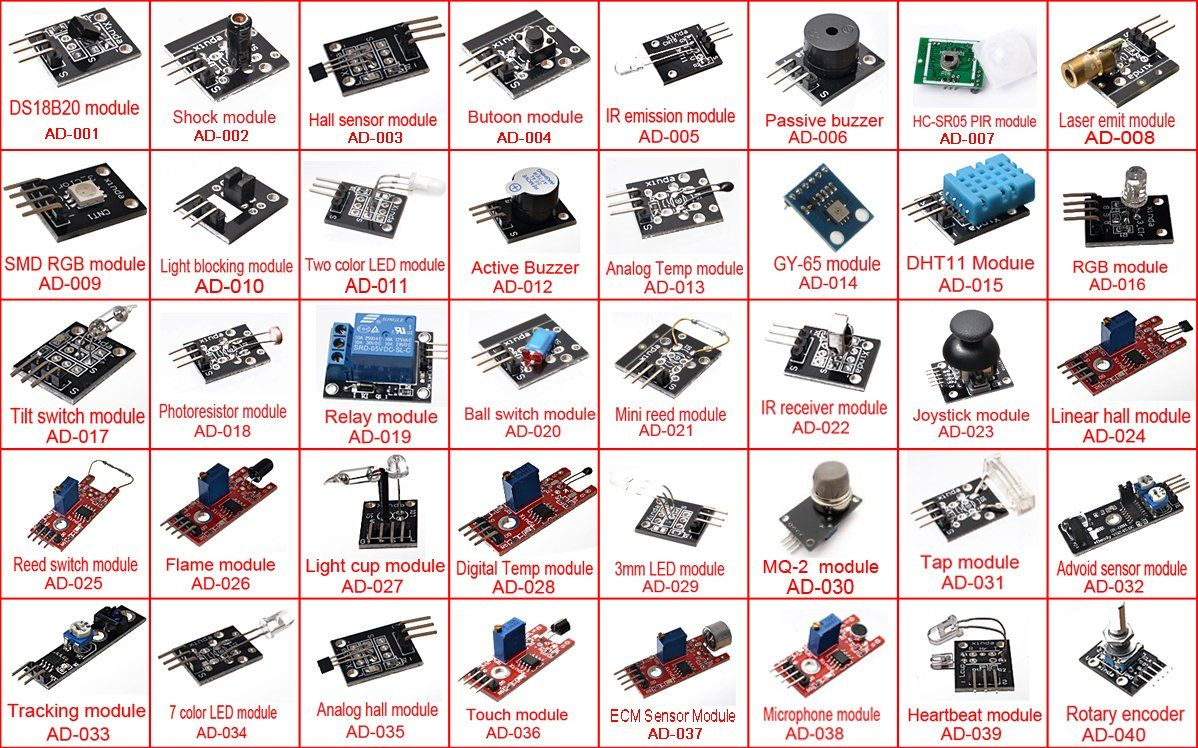 DS18B20 module
AD-001
Shock module
AD-002
Hall sensor module
AD-003
Butoon module
AD-004
IR emission module
AD-005
Passive buzzer
AD-006
HC-SR05 PIR module
AD-007
Laser emit module
AD-008
SMD RGB module
AD-009
Light blocking module
AD-010
Two color LED module
AD-011
Active Buzzer
AD-012
Analog Temp module
AD-013
GY-65 module
AD-014
DHT11 Module
AD-015
RGB module
AD-016
Tilt switch module
AD-017
Photoresistor module
AD-018
SONGLE
SRD-05VDC-SL-C
Relay module
AD-019
Ball switch module
AD-020
Mini reed module
AD-021
IR receiver module
AD-022
Joystick module
AD-023
Linear hall module
AD-024
Reed switch module
AD-025
Flame module
AD-026
Light cup module
AD-027
Digital Temp module
AD-028
3mm LED module
AD-029
MQ-2 module
AD-030
Tap module
AD-031
Advoid sensor module
AD-032
Tracking module
AD-033
7 color LED module
AD-034
Analog hall module
AD-035
Touch module
AD-036
ECM Sensor Module
AD-037
Microphone module
AD-038
Heartbeat module
AD-039
Rotary encoder
AD-040